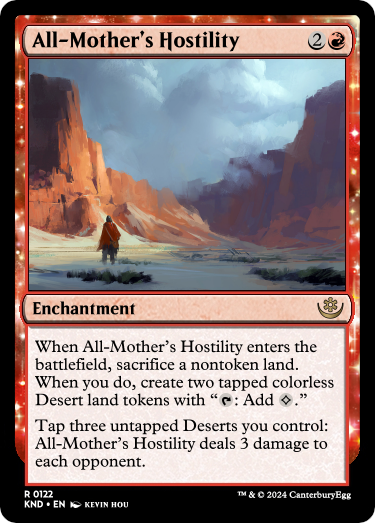 All-Mother's Hostility 2
Enchantment
When All-Mother's Hostility enters the
battlefield, sacrifice a nontoken land.
When you do, create two tapped colorless
Desert land tokens with “: Add .”
Tap three untapped Deserts you control:
All-Mother's Hostility deals 3 damage to
each opponent.
R 0122
KND • EN KEVIN HOU
™ & © 2024 CanterburyEgg